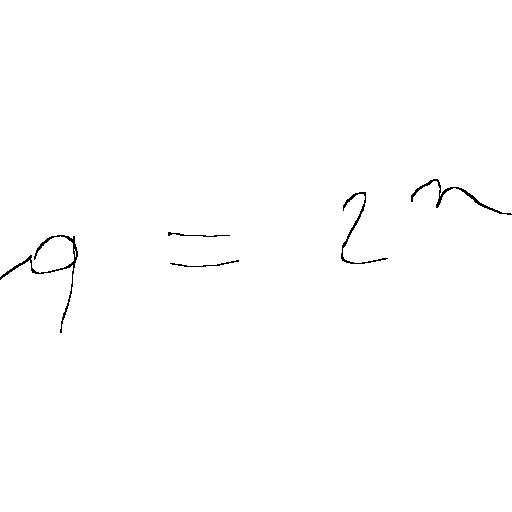 q = 2^n